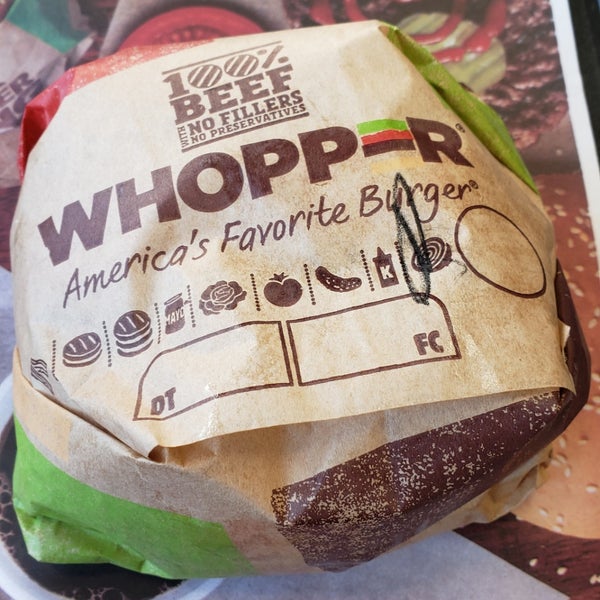 100%
BEEF
WITH NO FILLERS
NO PRESERVATIVES
WHOPPER®
America's Favorite Burger®
MAYO
K
DT
FC